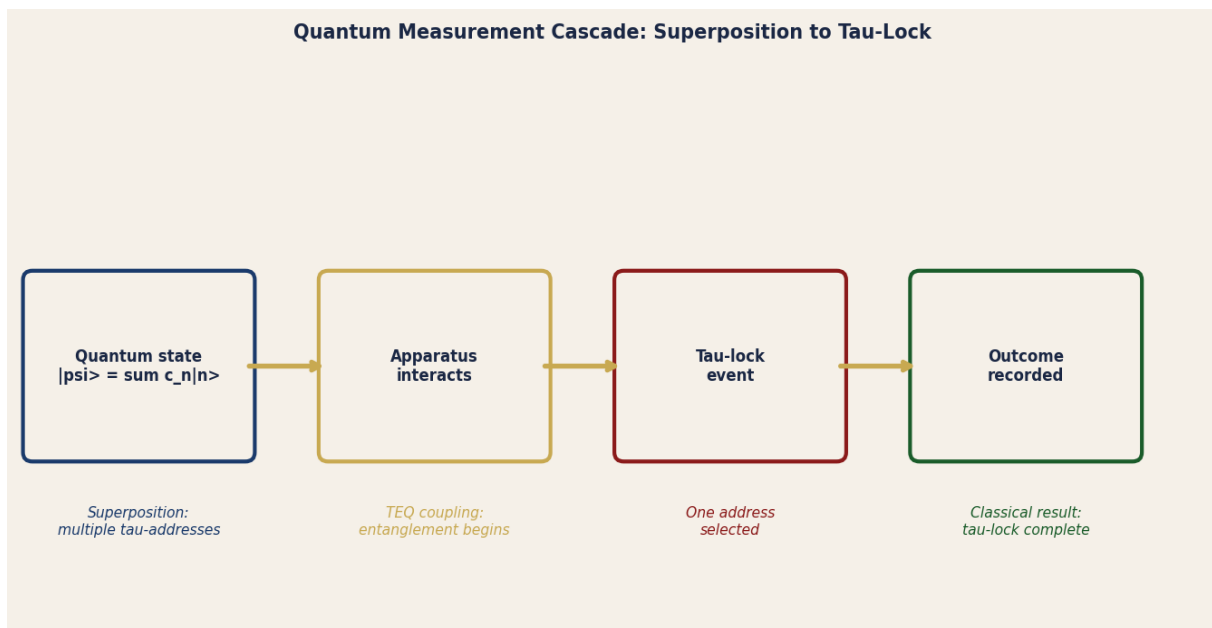 Quantum Measurement Cascade: Superposition to Tau-Lock
Quantum state
|psi> = sum c_n|n>
Apparatus
interacts
Tau-lock
event
Outcome
recorded
Superposition:
multiple tau-addresses
TEQ coupling:
entanglement begins
One address
selected
Classical result:
tau-lock complete